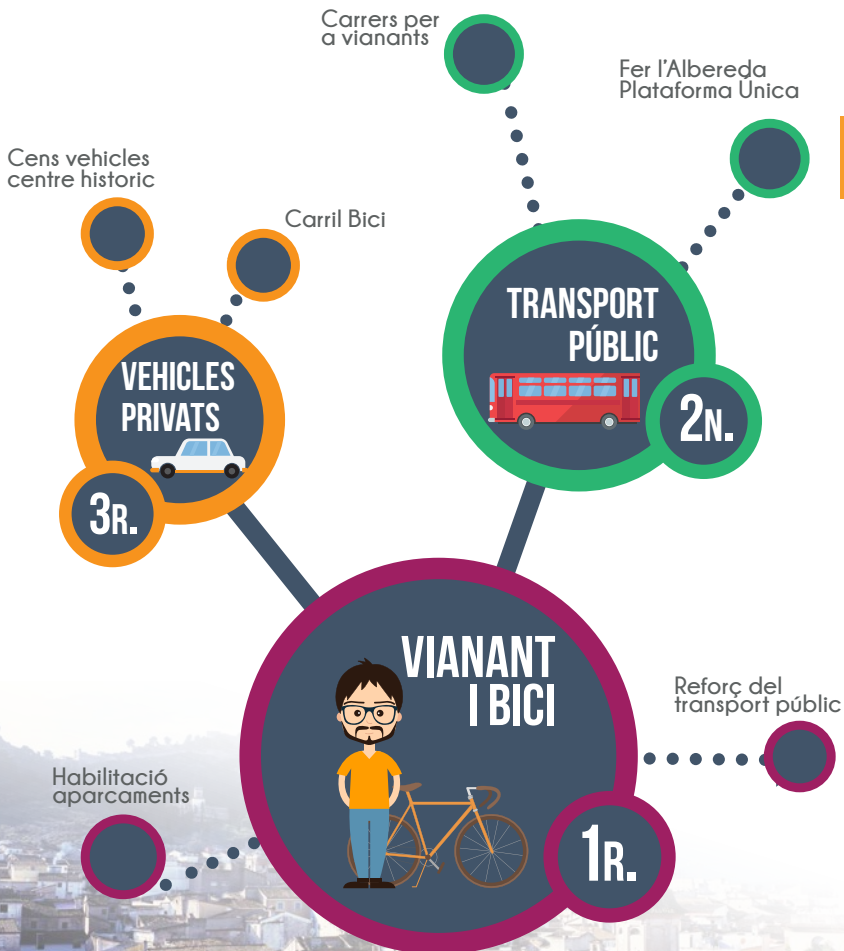 Carrers per
a vianants
Fer l'Albereda
Plataforma Única
Cens vehicles
centre historic
Carril Bici
TRANSPORT
PÚBLIC
2N.
VEHICLES
PRIVATS
3R.
VIANANT
I BICI
1R.
Reforç del
transport públic
Habilitació
aparcaments